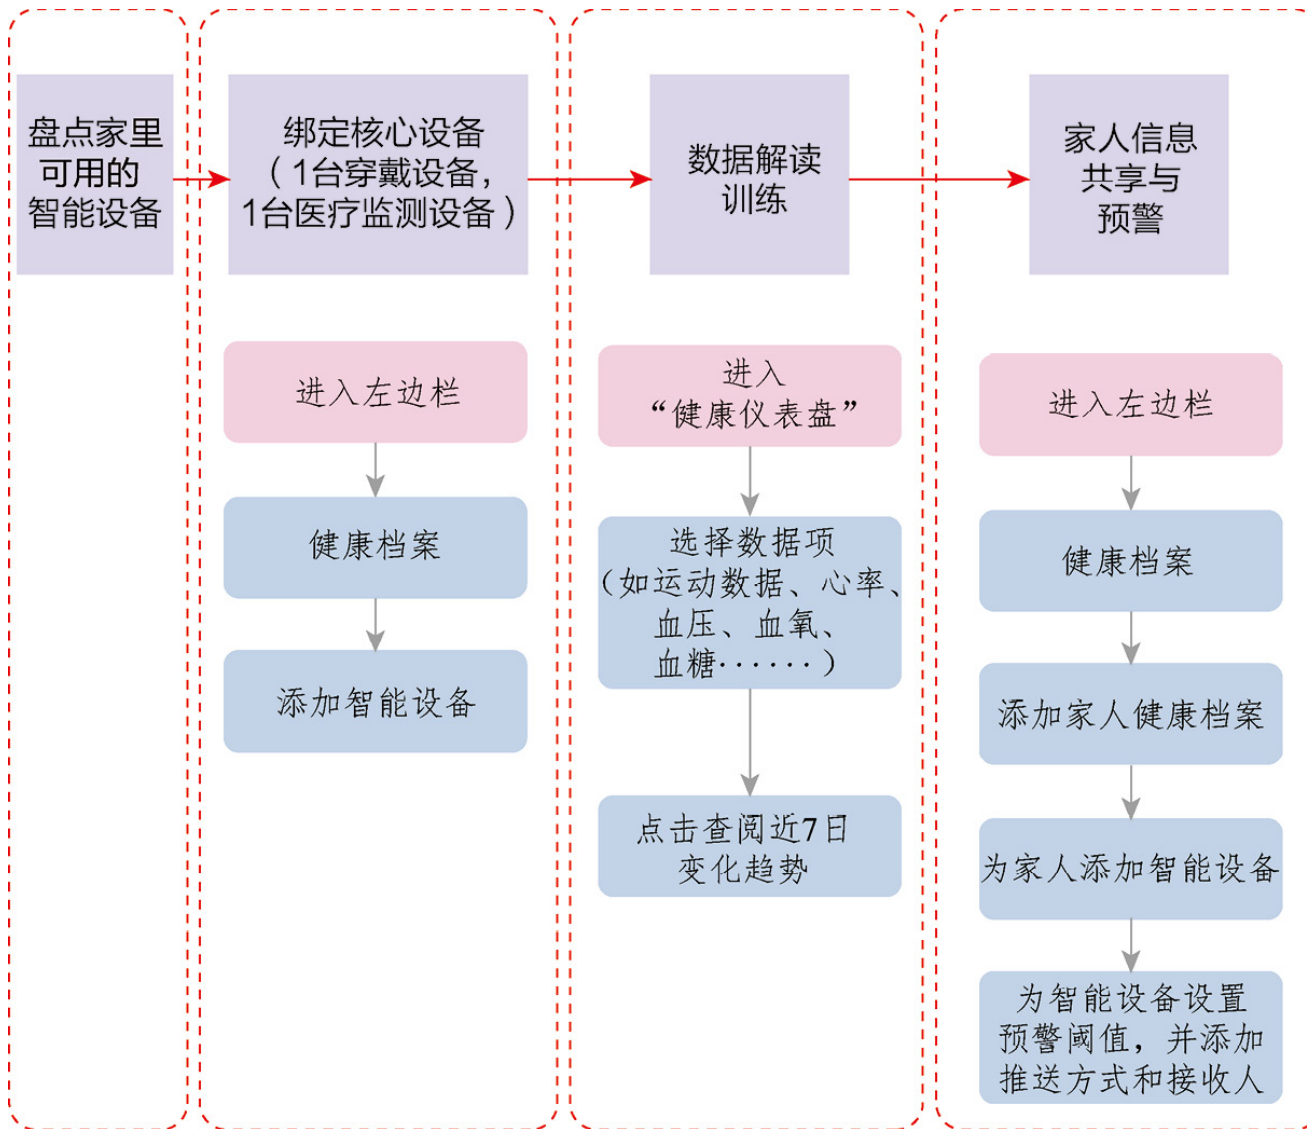 盘点家里
可用的
智能设备
绑定核心设备
（1台穿戴设备，
1台医疗监测设备）
数据解读
训练
家人信息
共享与
预警
进入左边栏
健康档案
添加智能设备
进入
“健康仪表盘”
选择数据项
（如运动数据、心率、
血压、血氧、
血糖······）
点击查阅近7日
变化趋势
进入左边栏
健康档案
添加家人健康档案
为家人添加智能设备
为智能设备设置
预警阈值，并添加
推送方式和接收人